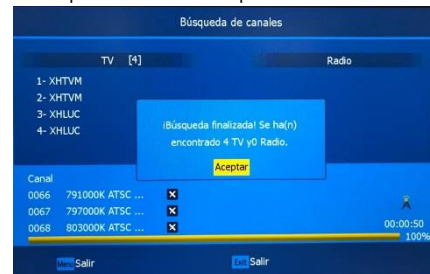 Búsqueda de canales
TV [4] Radio
1- XHTVM
2- XHTVM
3- XHLUC
4- XHLUC
¡Búsqueda finalizada! Se ha(n)
encontrado 4 TV y0 Radio.
Aceptar
Canal
0066 791000K ATSC ...
0067 797000K ATSC ...
0068 803000K ATSC ...
00:00:50
100%
Menu Salir Exit Salir